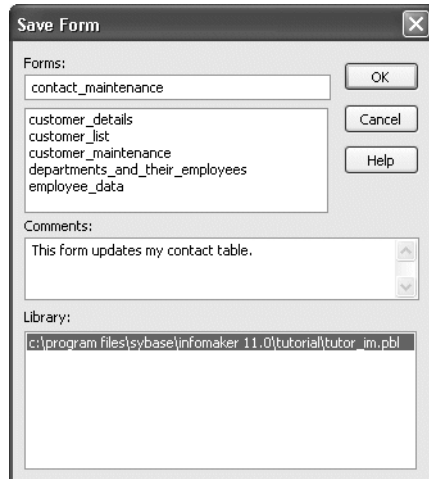 Save Form
Forms:
contact_maintenance
OK
customer_details
customer_list
customer_maintenance
departments_and_their_employees
employee_data
Cancel
Help
Comments:
This form updates my contact table.
Library:
c:\program files\sybase\infomaker 11.0\tutorial\tutor_im.pbl